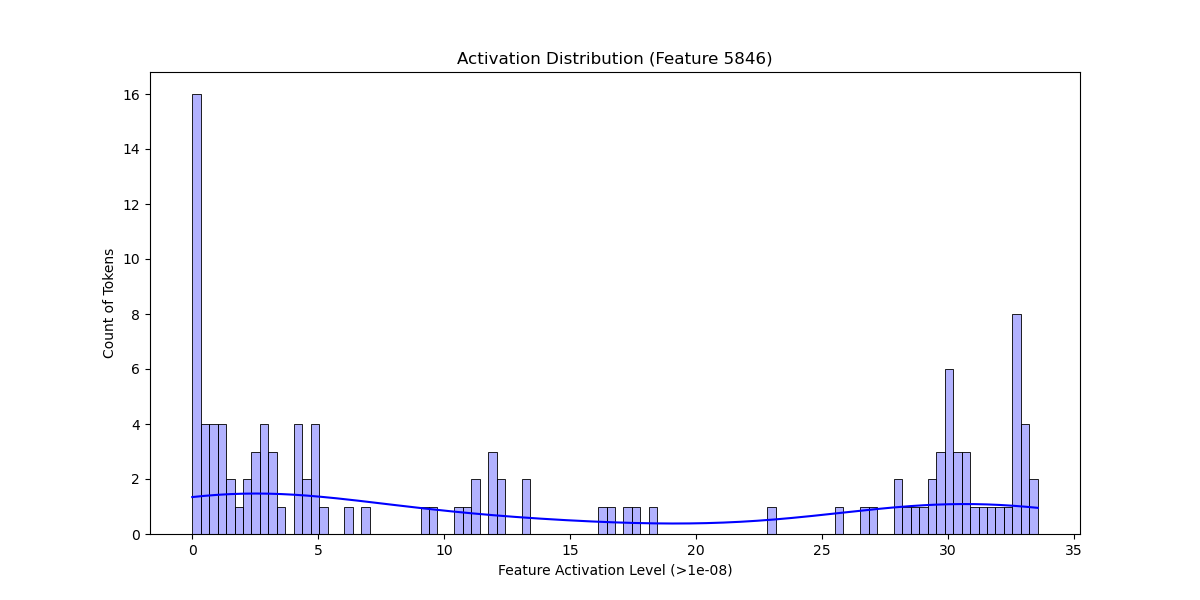 Activation Distribution (Feature 5846)
16
14
12
10
8
6
4
2
0
Count of Tokens
0 5 10 15 20 25 30 35
Feature Activation Level (>1e-08)